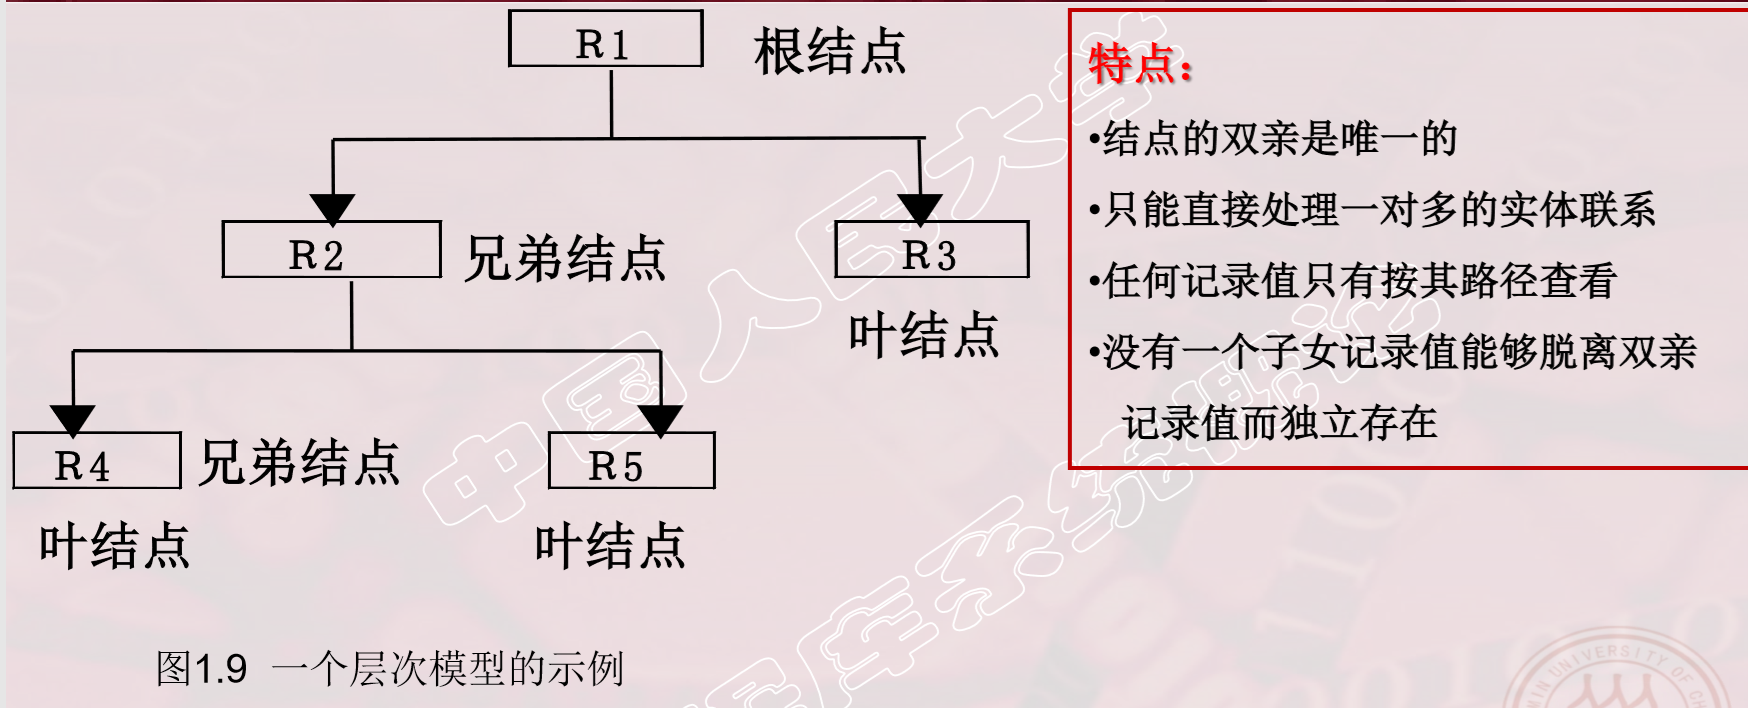 R1
根结点
特点：
•结点的双亲是唯一的
•只能直接处理一对多的实体联系
•任何记录值只有按其路径查看
•没有一个子女记录值能够脱离双亲
记录值而独立存在
R2
兄弟结点
R3
叶结点
R4
兄弟结点
R5
叶结点
叶结点
图1.9 一个层次模型的示例
中国人民大学
库系统概论
UNIVERSITY OF CH